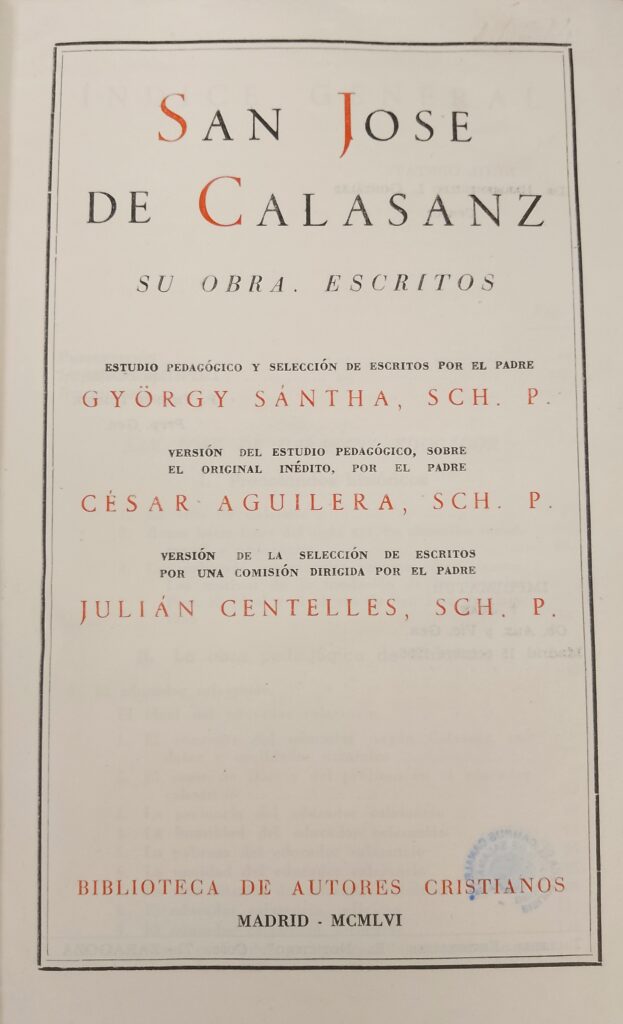 SAN JOSE
DE CALASANZ
SU OBRA. ESCRITOS
ESTUDIO PEDAGÓGICO Y SELECCIÓN DE ESCRITOS POR EL PADRE
GYÖRGY SÁNTHA, SCH. P.
VERSIÓN DEL ESTUDIO PEDAGÓGICO, SOBRE
EL ORIGINAL INÉDITO, POR EL PADRE
CÉSAR AGUILERA, SCH. P.
VERSIÓN DE LA SELECCIÓN DE ESCRITOS
POR UNA COMISIÓN DIRIGIDA POR EL PADRE
JULIÁN CENTELLES, SCH. P.
BIBLIOTECA DE AUTORES CRISTIANOS
MADRID - MCMLVI